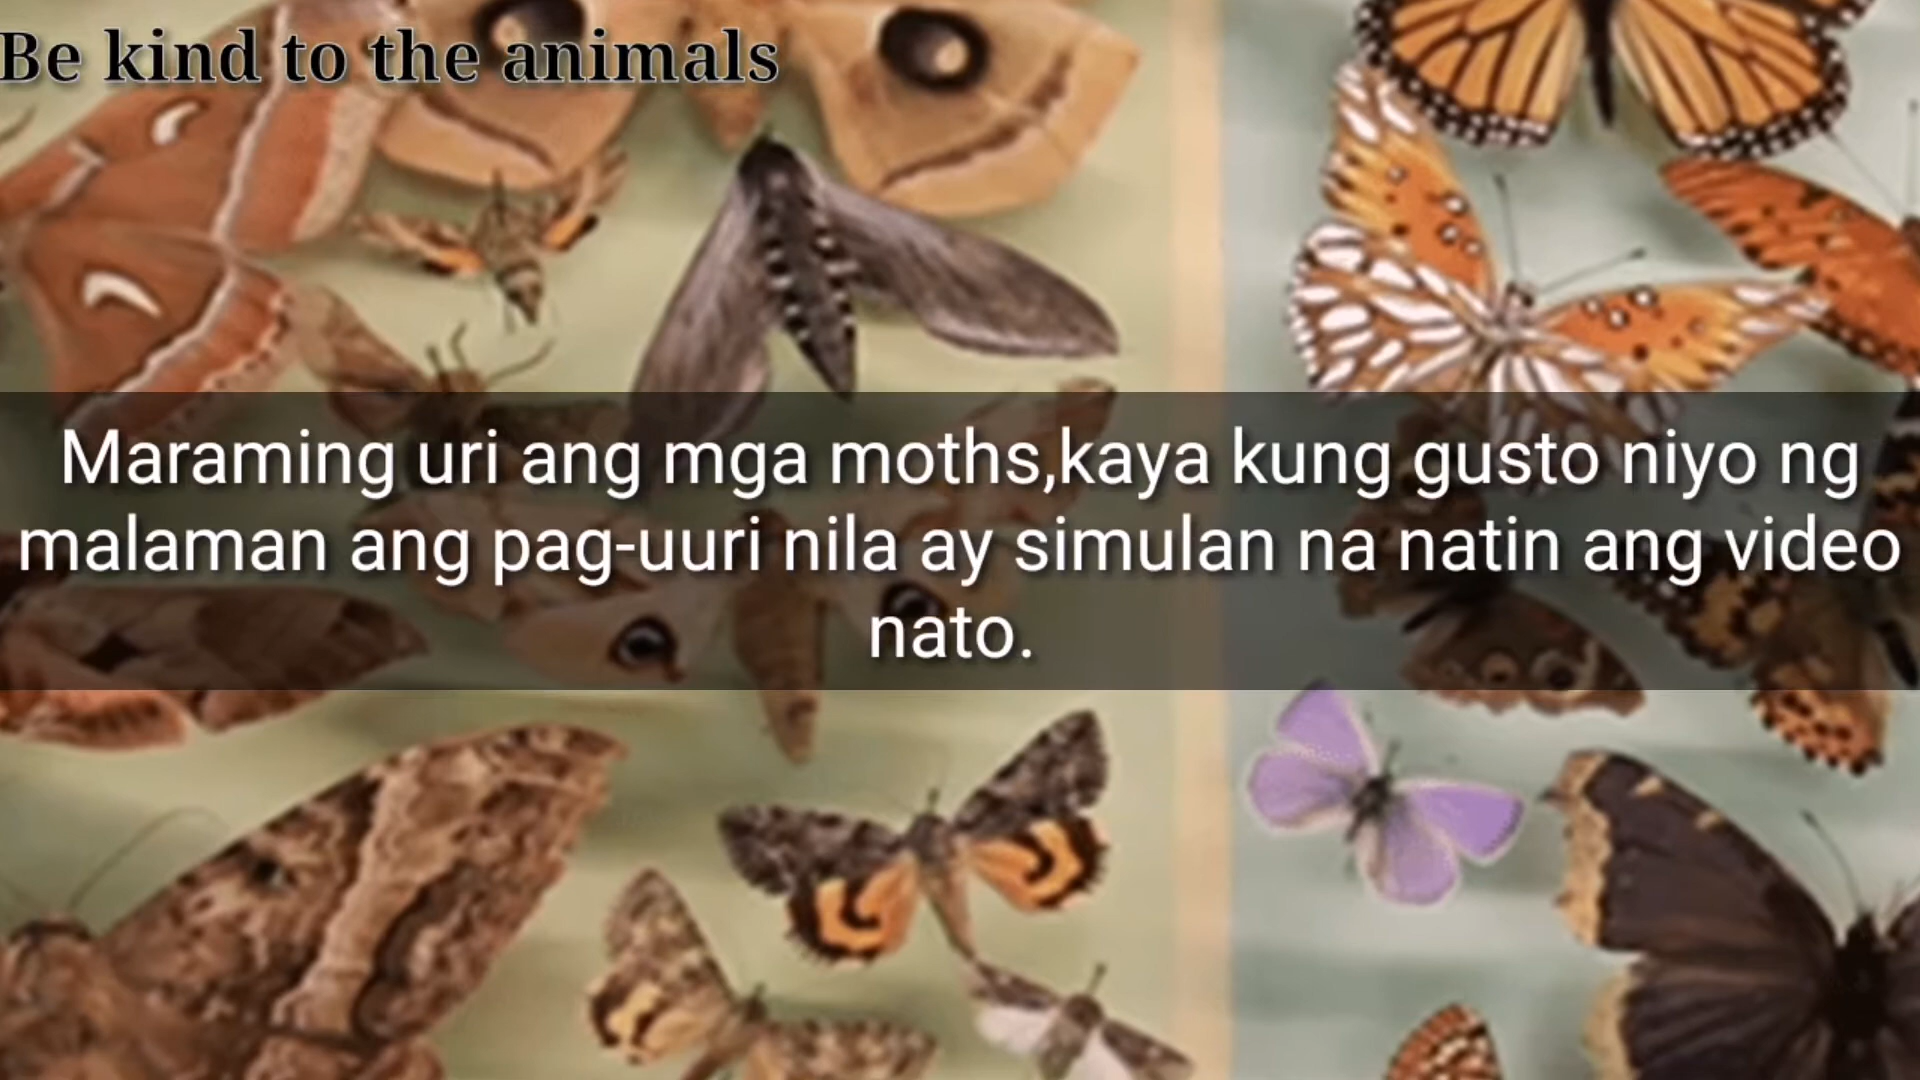 Be kind to the animals
Maraming uri ang mga moths,kaya kung gusto niyo ng
malaman ang pag-uuri nila ay simulan na natin ang video
nato.